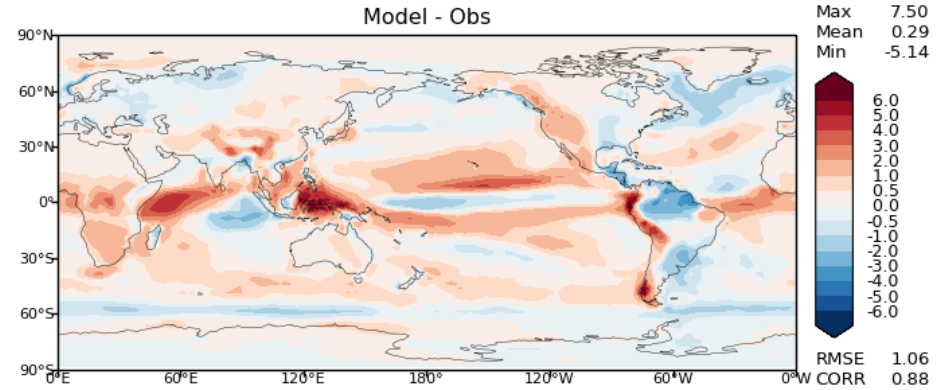 Model - Obs
Max 7.50
Mean 0.29
Min -5.14
90°N
60°N
30°N
0°
30°S
60°S
90°S
0°E 60°E 120°E 180° 120°W 60°W 0°W
6.0
5.0
4.0
3.0
2.0
1.0
0.5
0.0
-0.5
-1.0
-2.0
-3.0
-4.0
-5.0
-6.0
RMSE 1.06
CORR 0.88